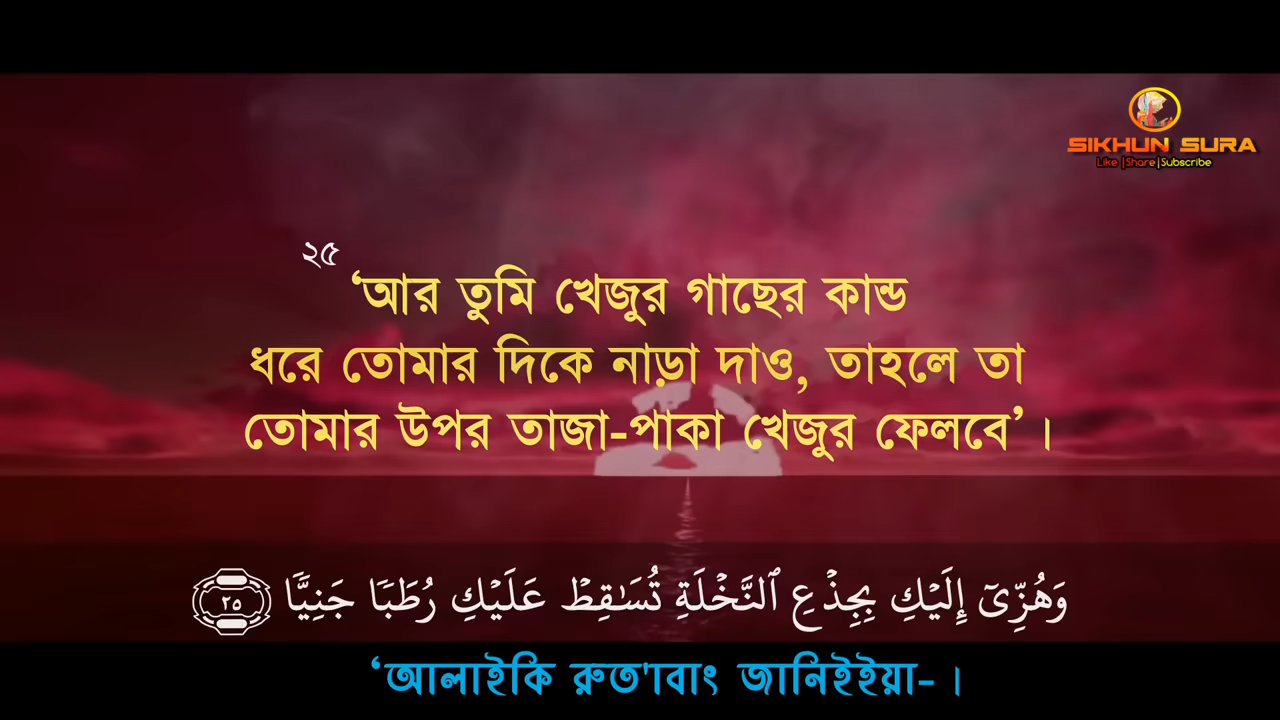 SIKHUN SURA
Like |Share|Subscribe
২৫
‘আর তুমি খেজুর গাছের কান্ড
ধরে তোমার দিকে নাড়া দাও, তাহলে তা
তোমার উপর তাজা-পাকা খেজুর ফেলবে’ ।
وَهُزِّىٓ إِلَيْكِ بِجِذْعِ ٱلنَّخْلَةِ تُسَـٰقِطْ عَلَيْكِ رُطَبًا جَنِيًّا ٢٥
‘আলাইকি রুত'াবাং জানিইইয়া- ।